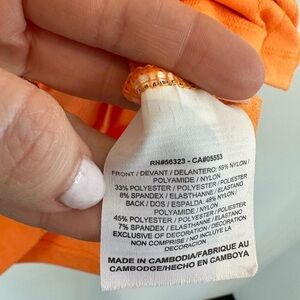 RN#56323 - CA#05553
FRONT / DEVANT / DELANTERO: 59% NYLON /
POLYAMIDE / NYLON
33% POLYESTER / POLYESTER / POLIESTER
8% SPANDEX / ELASTHANNE / ELASTANO
BACK / DOS / ESPALDA: 48% NYLON /
POLYAMIDE / NYLON
45% POLYESTER / POLYESTER / POLIESTER
7% SPANDEX / ELASTHANNE / ELASTANO
EXCLUSIVE OF DECORATION / DECORATION
NON COMPRISE / NO INCLUYE LA
DECORACION
MADE IN CAMBODIA/FABRIQUE AU
CAMBODGE/HECHO EN CAMBOYA